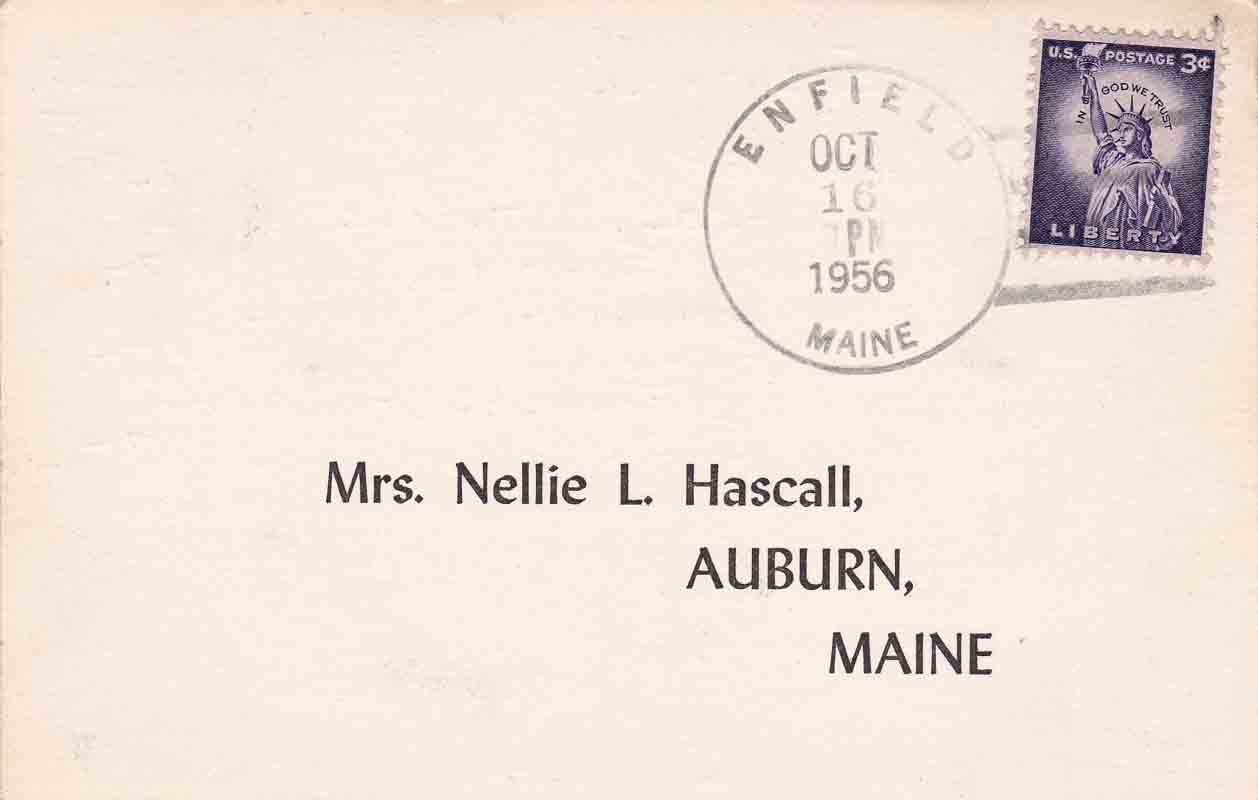 U.S. POSTAGE 3¢
IN GOD WE TRUST
LIBERTY
ENFIELD
OCT
16
PM
1956
MAINE
Mrs. Nellie L. Hascall,
AUBURN,
MAINE